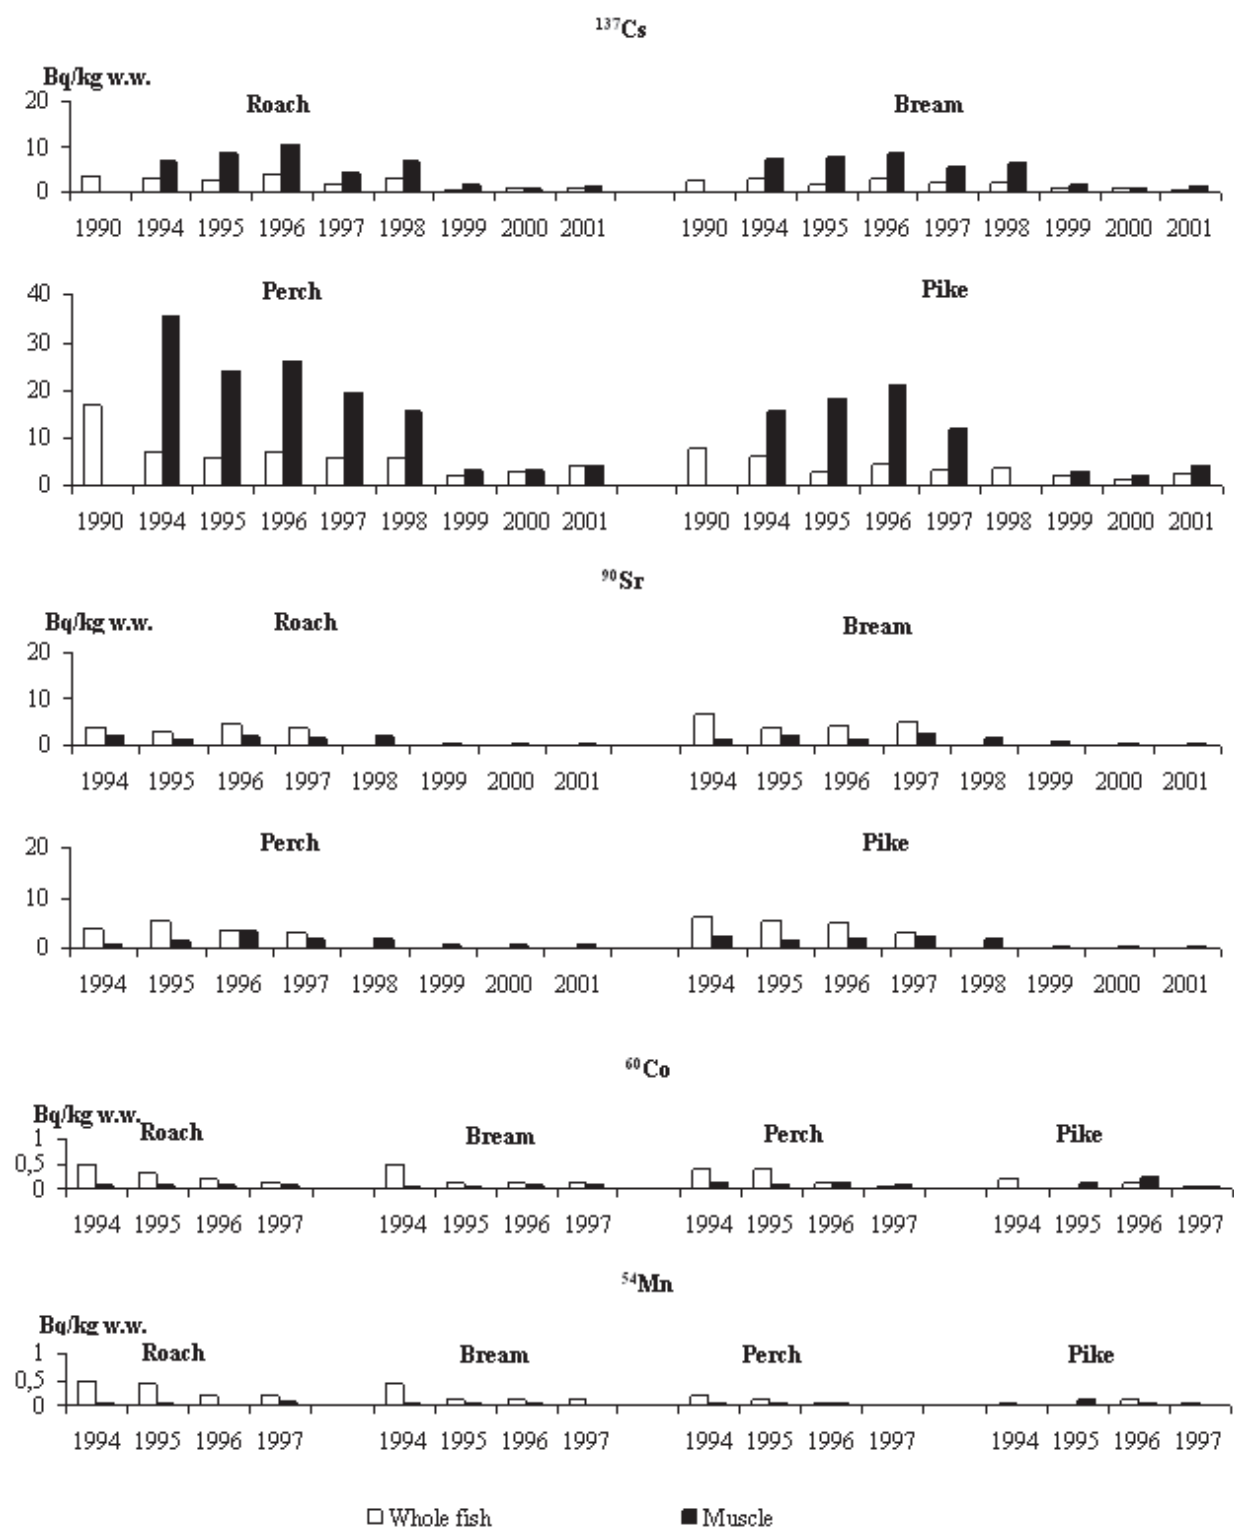 ¹³⁷Cs
Bq/kg w.w.
Roach Bream
20
10
0
1990 1994 1995 1996 1997 1998 1999 2000 2001 1990 1994 1995 1996 1997 1998 1999 2000 2001
Perch Pike
40
30
20
10
0
1990 1994 1995 1996 1997 1998 1999 2000 2001 1990 1994 1995 1996 1997 1998 1999 2000 2001
⁹⁰Sr
Bq/kg w.w. Roach Bream
20
10
0
1994 1995 1996 1997 1998 1999 2000 2001 1994 1995 1996 1997 1998 1999 2000 2001
Perch Pike
20
10
0
1994 1995 1996 1997 1998 1999 2000 2001 1994 1995 1996 1997 1998 1999 2000 2001
⁶⁰Co
Bq/kg w.w.
Roach Bream Perch Pike
1
0,5
0
1994 1995 1996 1997 1994 1995 1996 1997 1994 1995 1996 1997 1994 1995 1996 1997
⁵⁴Mn
Bq/kg w.w.
Roach Bream Perch Pike
1
0,5
0
1994 1995 1996 1997 1994 1995 1996 1997 1994 1995 1996 1997 1994 1995 1996 1997
Whole fish Muscle